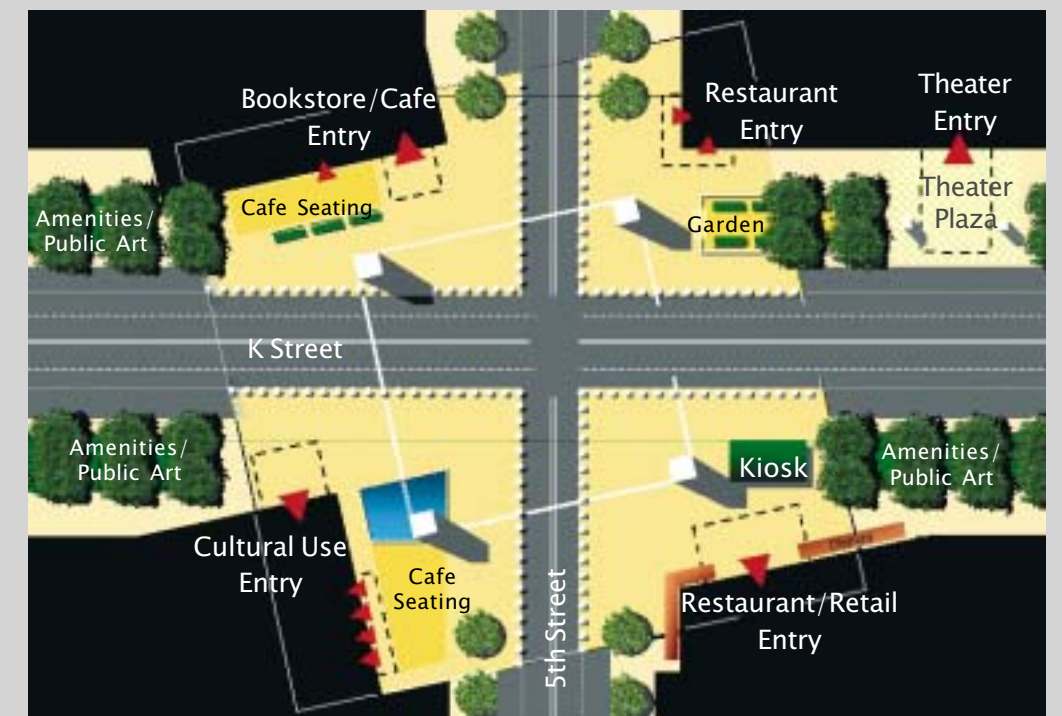 Bookstore/Cafe
Entry
Restaurant
Entry
Theater
Entry
Theater
Plaza
Amenities/
Public Art
Cafe Seating
Garden
K Street
Amenities/
Public Art
Kiosk
Amenities/
Public Art
Cultural Use
Entry
Cafe
Seating
5th Street
Restaurant/Retail
Entry